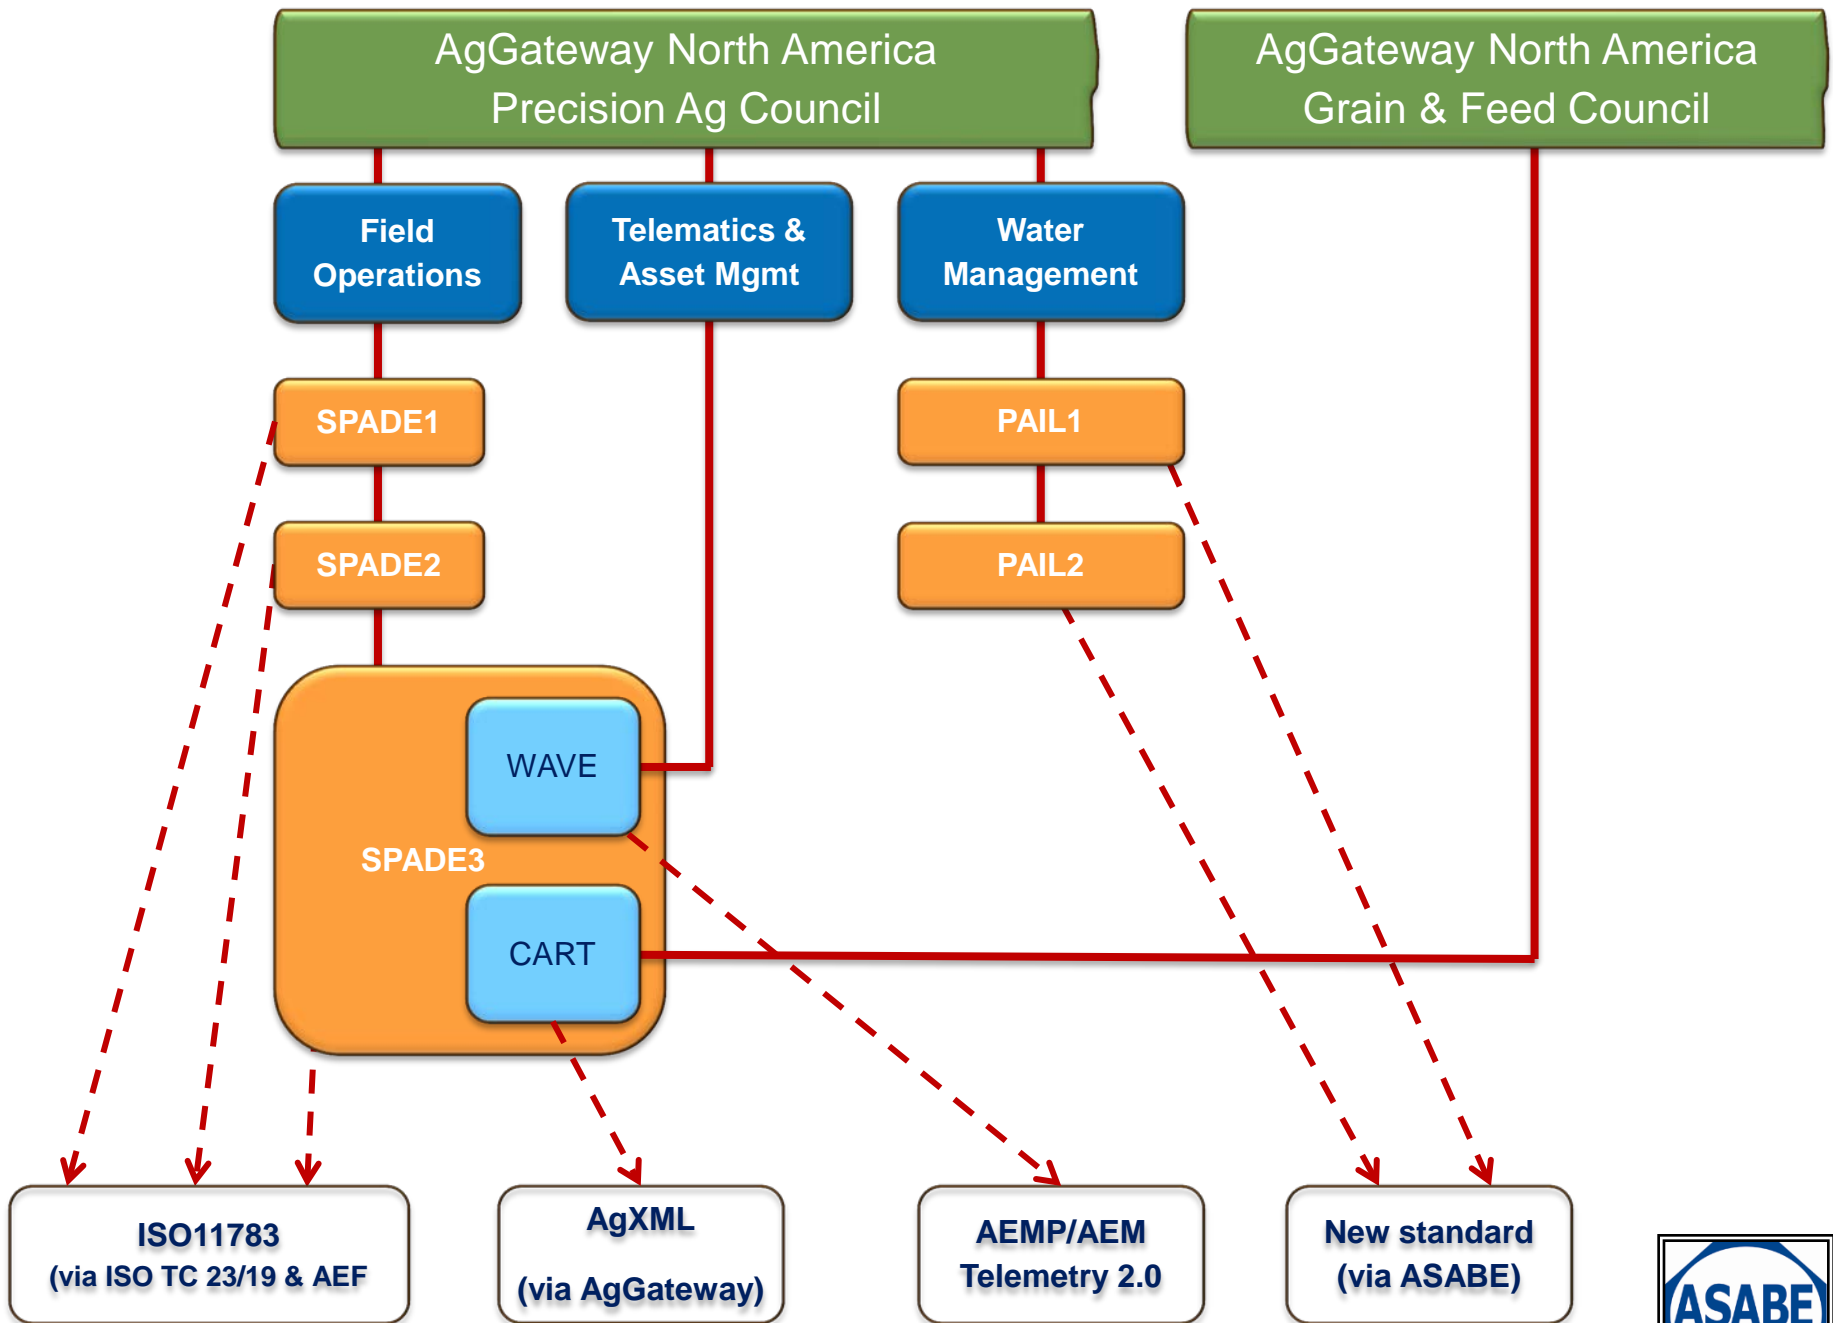 AgGateway North America
Precision Ag Council
AgGateway North America
Grain & Feed Council
Field
Operations
Telematics &
Asset Mgmt
Water
Management
SPADE1
PAIL1
SPADE2
PAIL2
WAVE
SPADE3
CART
ISO11783
(via ISO TC 23/19 & AEF
AgXML
(via AgGateway)
AEMP/AEM
Telemetry 2.0
New standard
(via ASABE)
ASABE